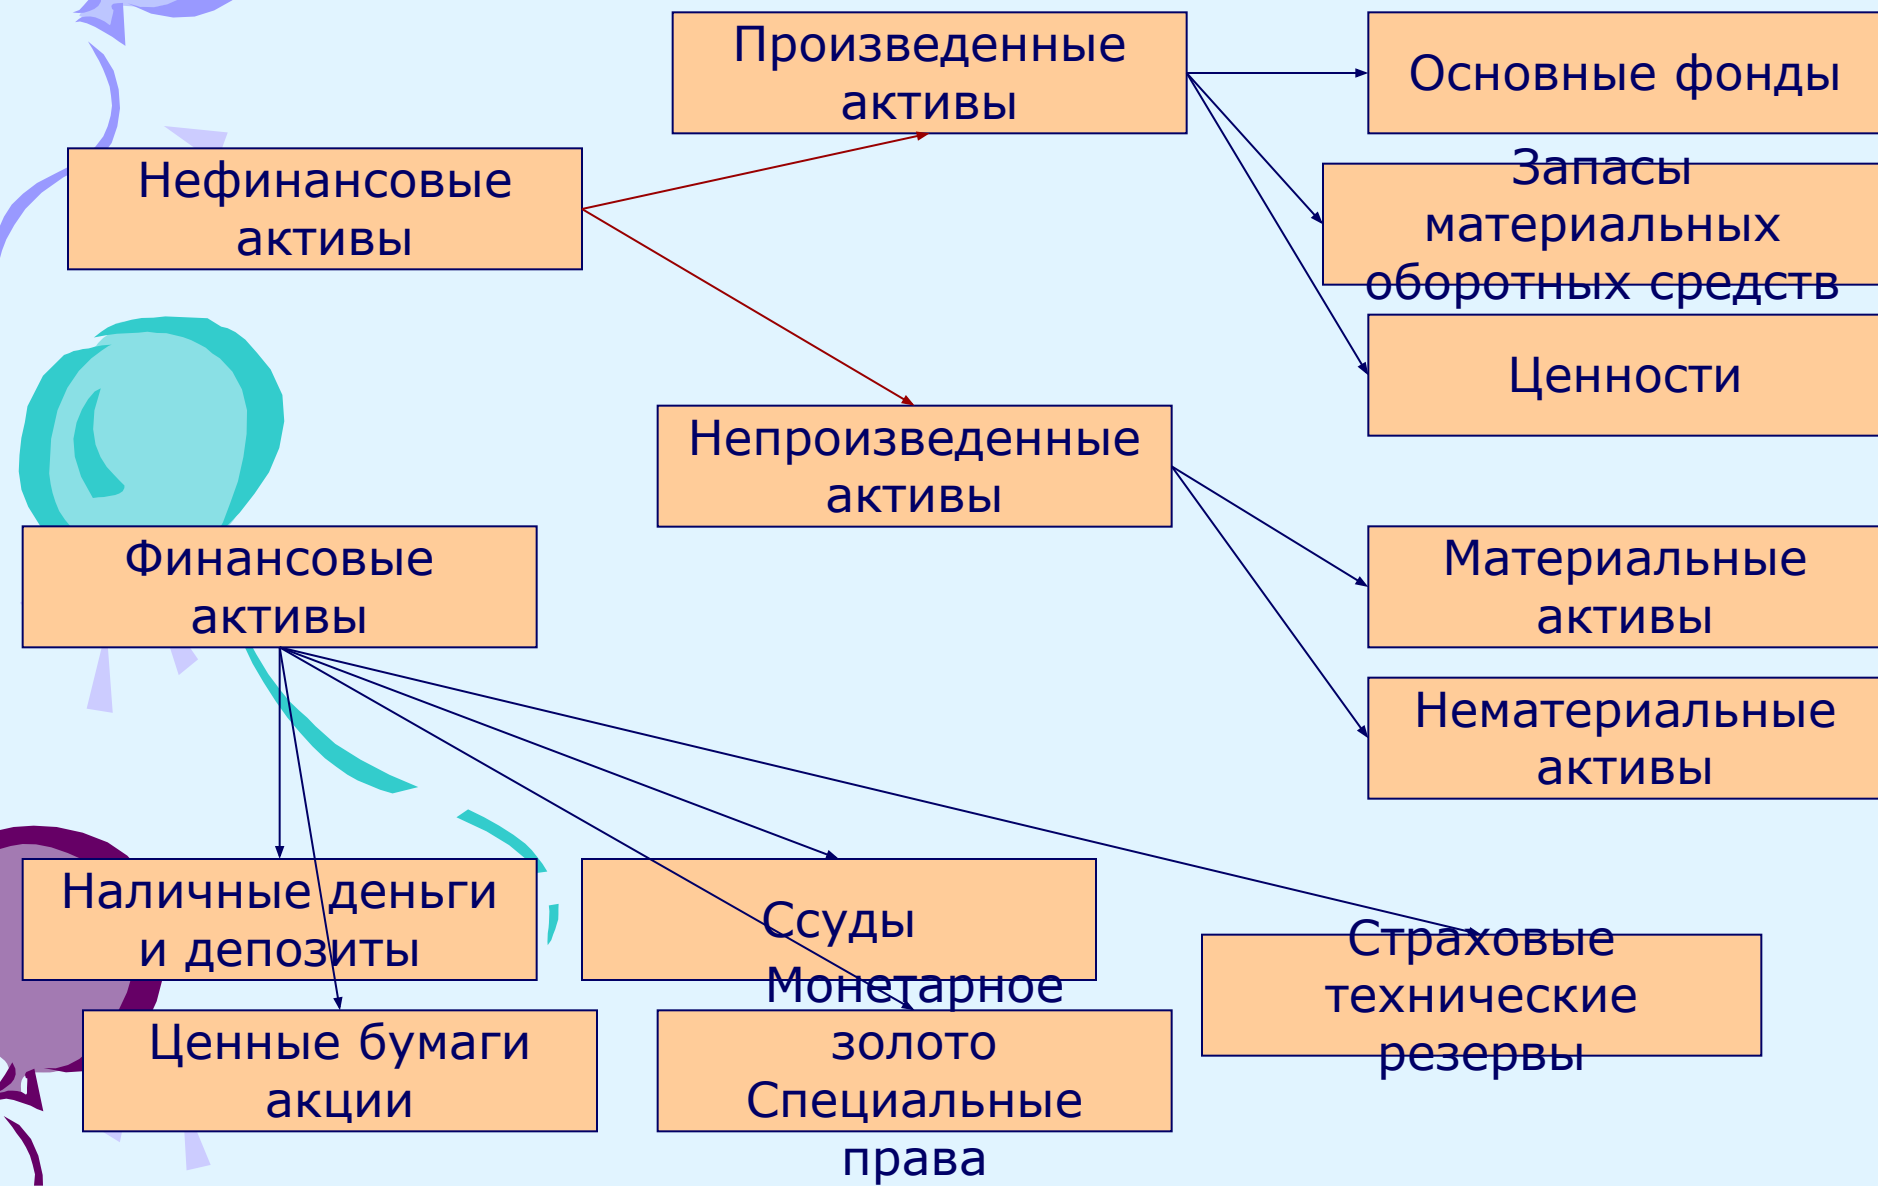 Произведенные
активы
Основные фонды
Нефинансовые
активы
Запасы
материальных
оборотных средств
Ценности
Непроизведенные
активы
Финансовые
активы
Материальные
активы
Нематериальные
активы
Наличные деньги
и депозиты
Ссуды
Страховые
технические
резервы
Ценные бумаги
акции
Монетарное
золото
Специальные
права